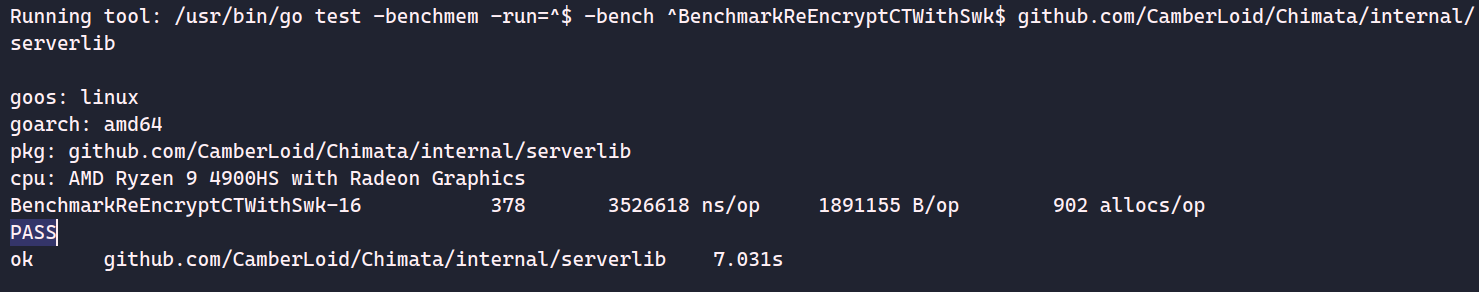 Running tool: /usr/bin/go test -benchmem -run=^$ -bench ^BenchmarkReEncryptCTWithSwk$ github.com/CamberLoid/Chimata/internal/
serverlib

goos: linux
goarch: amd64
pkg: github.com/CamberLoid/Chimata/internal/serverlib
cpu: AMD Ryzen 9 4900HS with Radeon Graphics
BenchmarkReEncryptCTWithSwk-16           378       3526618 ns/op     1891155 B/op        902 allocs/op
PASS
ok      github.com/CamberLoid/Chimata/internal/serverlib    7.031s